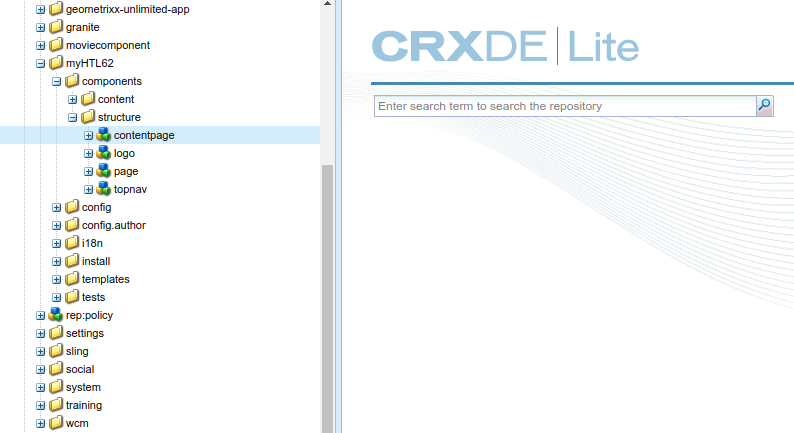 geometrixx-unlimited-app
granite
moviecomponent
myHTL62
components
content
structure
contentpage
logo
page
topnav
config
config.author
i18n
install
templates
tests
rep:policy
settings
sling
social
system
training
wcm
CRXDE Lite
Enter search term to search the repository